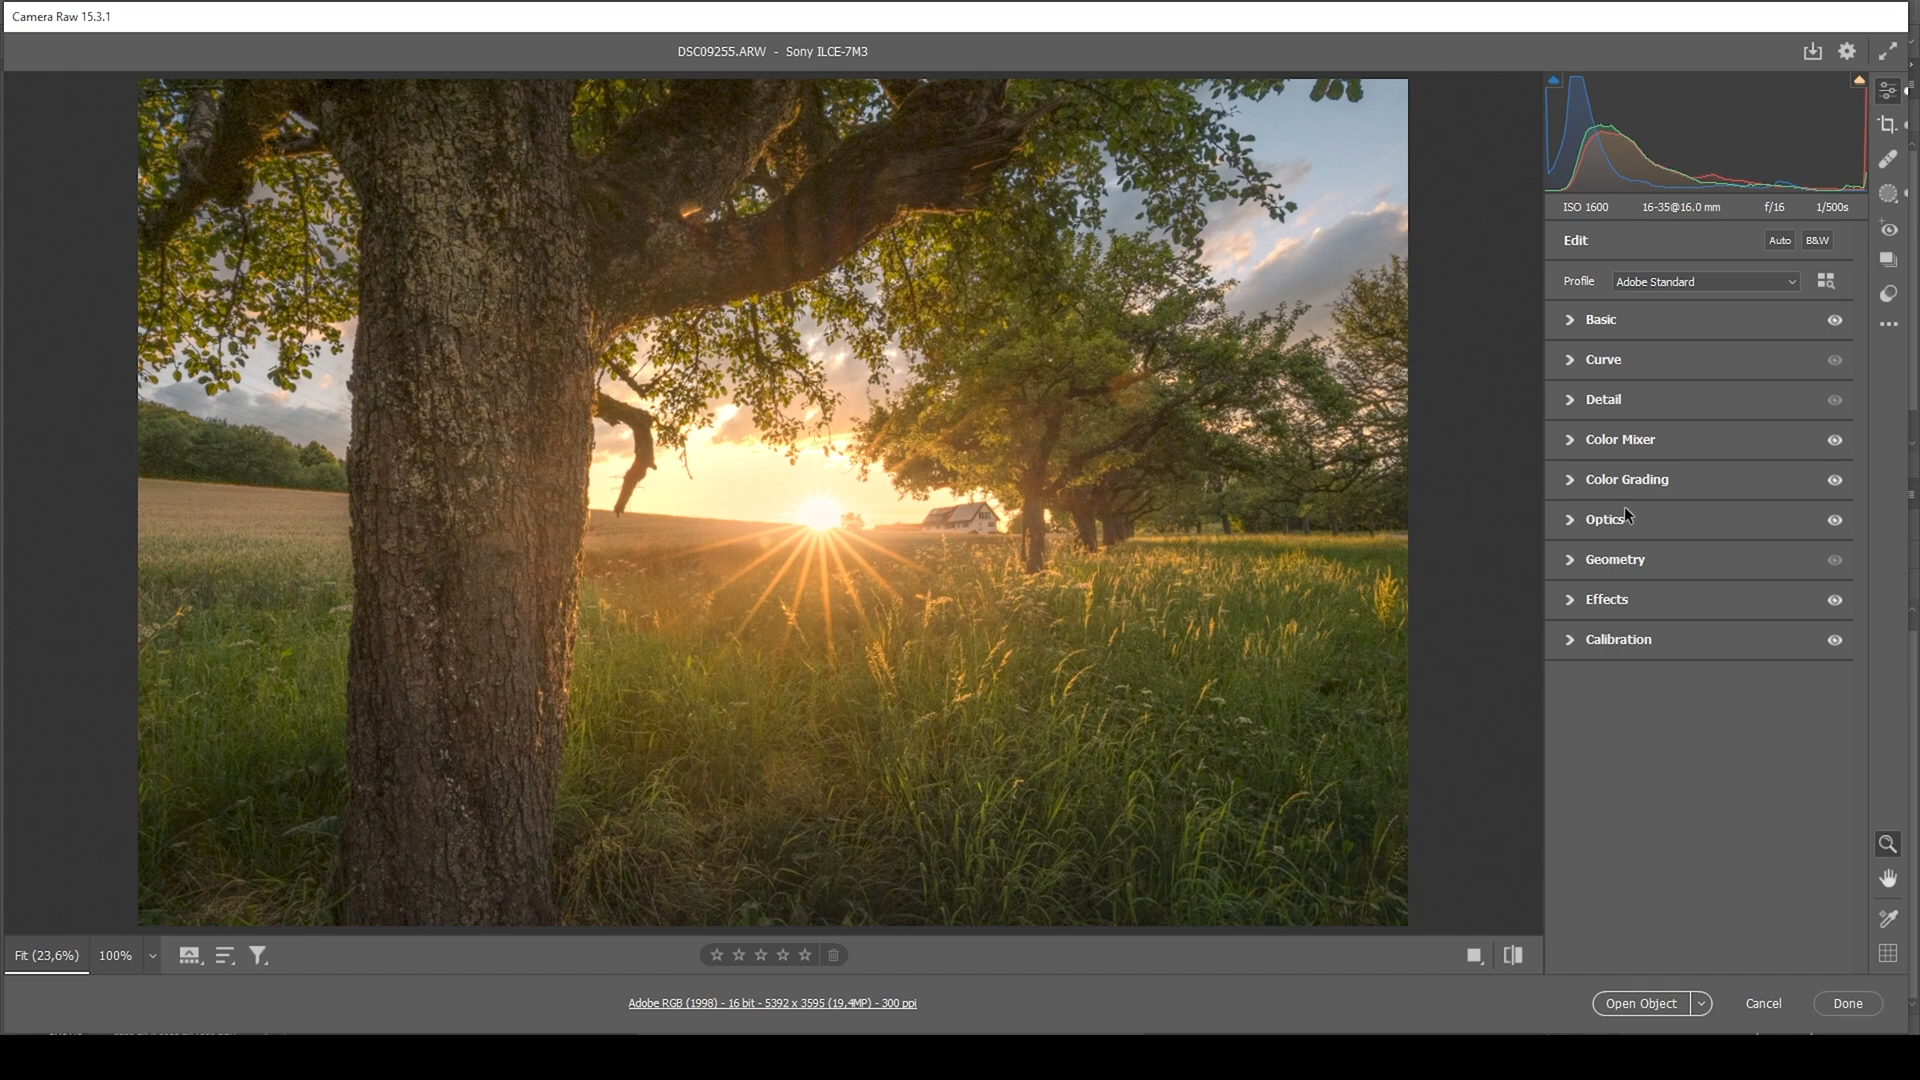 Camera Raw 15.3.1
DSC09255.ARW - Sony ILCE-7M3
ISO 1600 16-35@16.0 mm f/16 1/500s
Edit Auto B&W
Profile Adobe Standard
Basic
Curve
Detail
Color Mixer
Color Grading
Optics
Geometry
Effects
Calibration
Fit (23,6%) 100%
Adobe RGB (1998) - 16 bit - 5392 x 3595 (19,4MP) - 300 ppi
Open Object Cancel Done